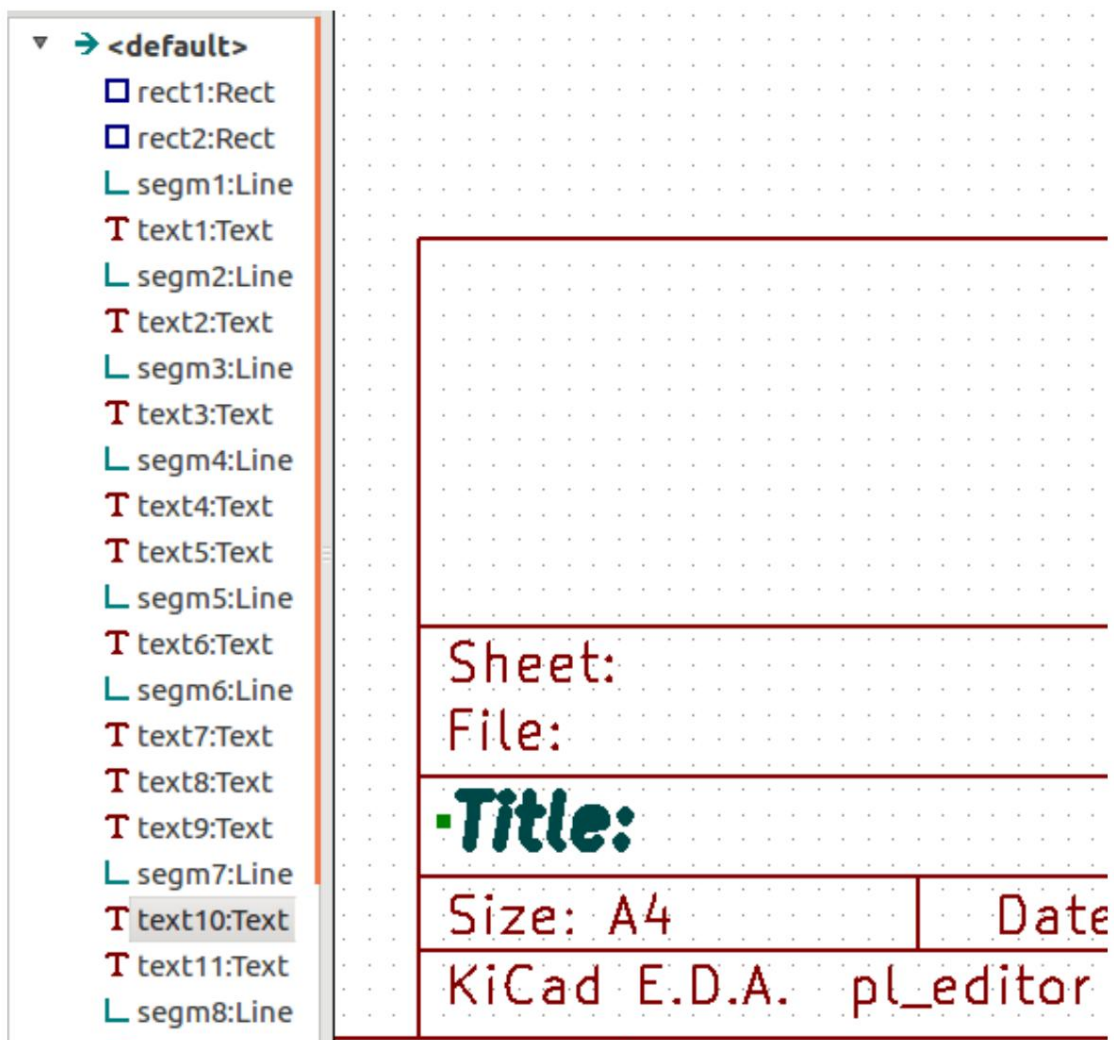 <default>
rect1:Rect
rect2:Rect
segm1:Line
text1:Text
segm2:Line
text2:Text
segm3:Line
text3:Text
segm4:Line
text4:Text
text5:Text
segm5:Line
text6:Text
segm6:Line
text7:Text
text8:Text
text9:Text
segm7:Line
text10:Text
text11:Text
segm8:Line
Sheet:
File:
Title:
Size: A4 Date
KiCad E.D.A. pl_editor